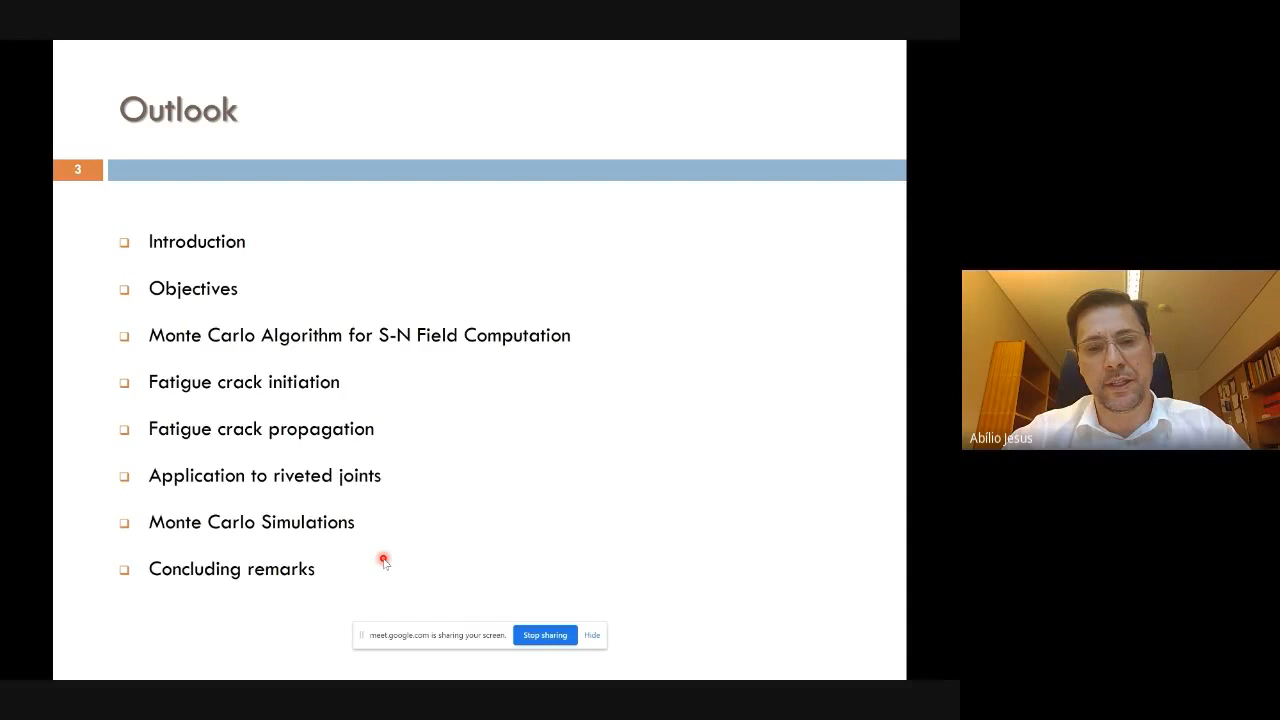 Outlook
3
Introduction
Objectives
Monte Carlo Algorithm for S-N Field Computation
Fatigue crack initiation
Fatigue crack propagation
Application to riveted joints
Monte Carlo Simulations
Concluding remarks
meet.google.com is sharing your screen.
Stop sharing
Hide
Abílio Jesus